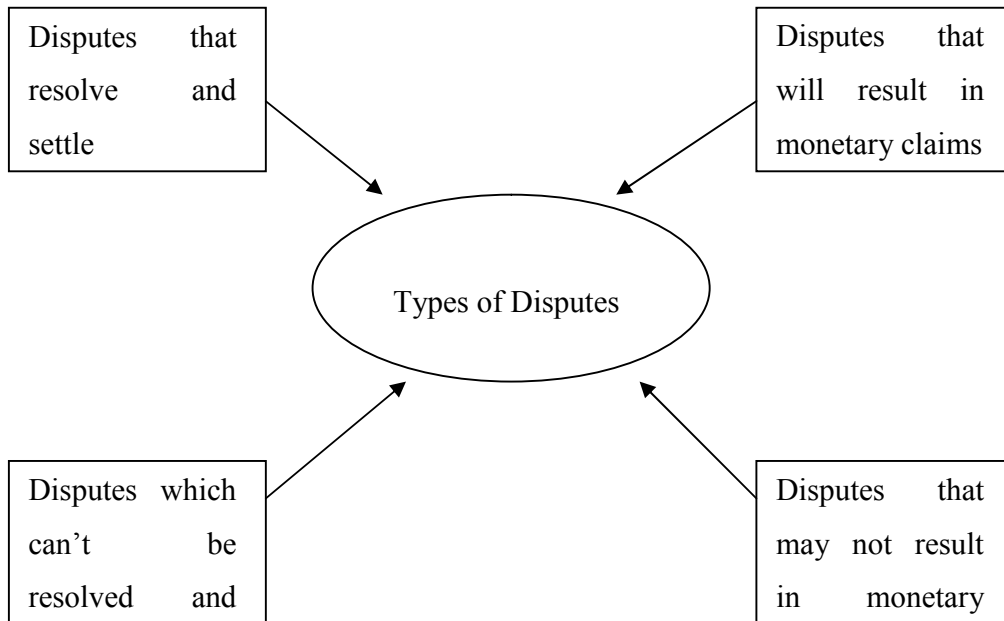 Disputes that
resolve and
settle
Disputes that
will result in
monetary claims
Types of Disputes
Disputes which
can’t be
resolved and
Disputes that
may not result
in monetary